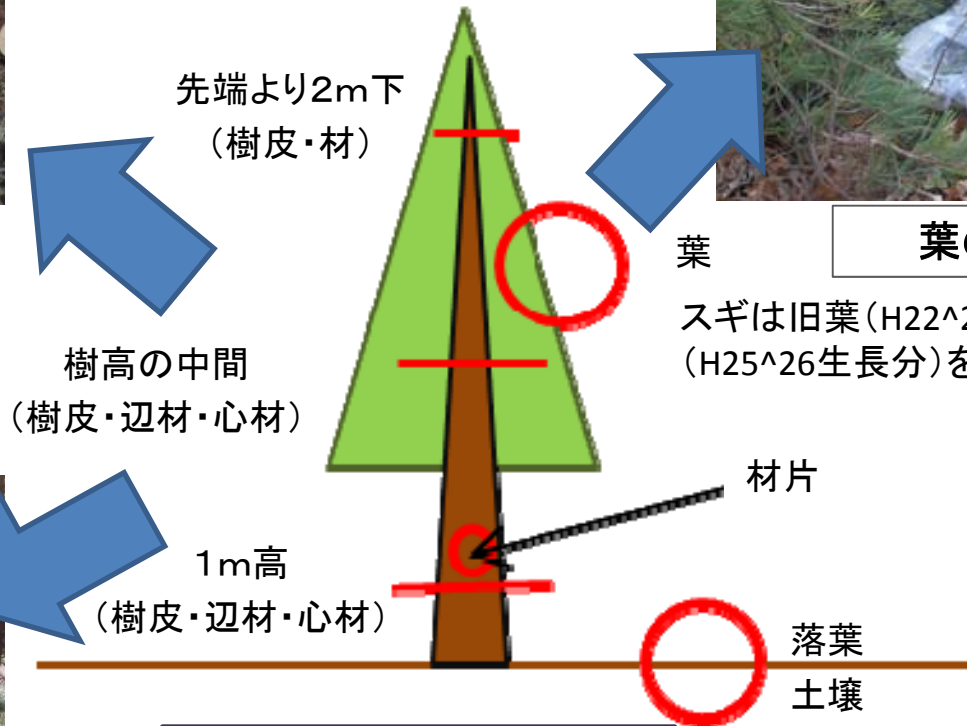 先端より2m下
(樹皮・材)
葉
葉
スギは旧葉(H22^
(H25^26生長分)を
樹高の中間
(樹皮・辺材・心材)
材片
1m高
(樹皮・辺材・心材)
落葉
土壌